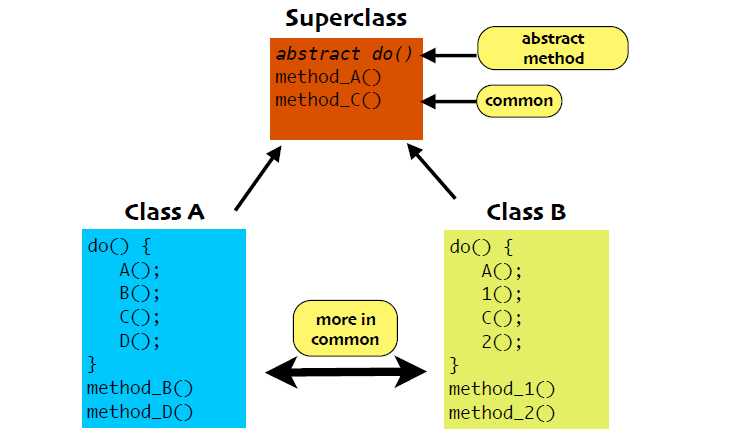 Superclass
abstract do()
method_A()
method_C()
abstract
method
common
Class A
do() {
A();
B();
C();
D();
}
method_B()
method_D()
more in
common
Class B
do() {
A();
1();
C();
2();
}
method_1()
method_2()